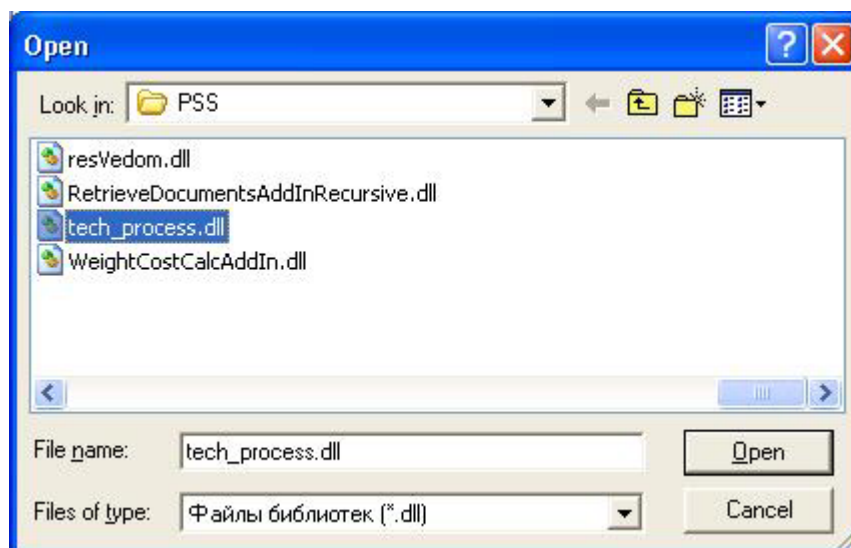 Open
Look in: PSS
resVedom.dll
RetrieveDocumentsAddInRecursive.dll
tech_process.dll
WeightCostCalcAddIn.dll
File name: tech_process.dll Open
Files of type: Файлы библиотек (*.dll) Cancel